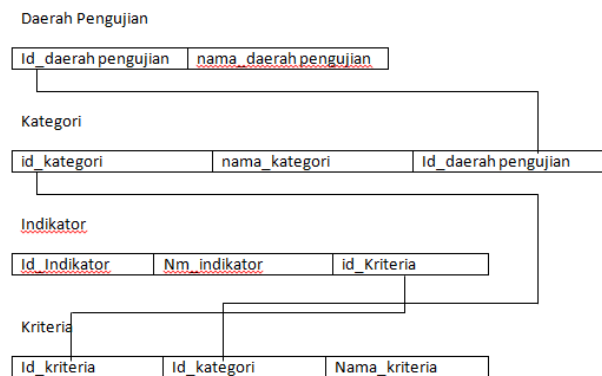 Daerah Pengujian
Id_daerah pengujian nama_daerah pengujian
Kategori
id_kategori nama_kategori Id_daerah pengujian
Indikator
Id_Indikator Nm_indikator id_Kriteria
Kriteria
Id_kriteria Id_kategori Nama_kriteria